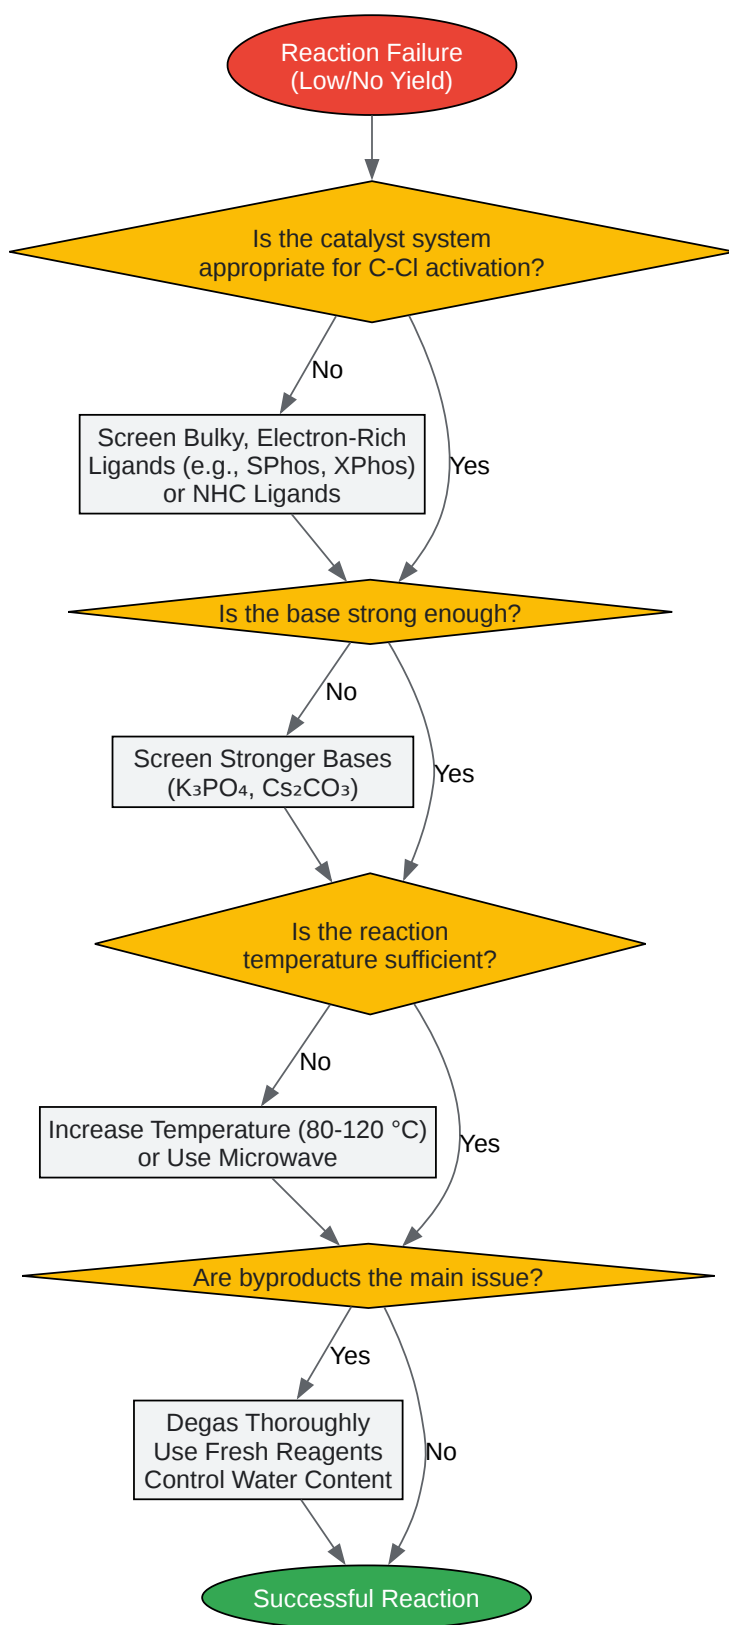 Reaction Failure
(Low/No Yield)
Is the catalyst system
appropriate for C-Cl activation?
No
Yes
Screen Bulky, Electron-Rich
Ligands (e.g., SPhos, XPhos)
or NHC Ligands
Is the base strong enough?
No
Yes
Screen Stronger Bases
(K₃PO₄, Cs₂CO₃)
Is the reaction
temperature sufficient?
No
Yes
Increase Temperature (80-120 °C)
or Use Microwave
Are byproducts the main issue?
Yes
No
Degas Thoroughly
Use Fresh Reagents
Control Water Content
Successful Reaction